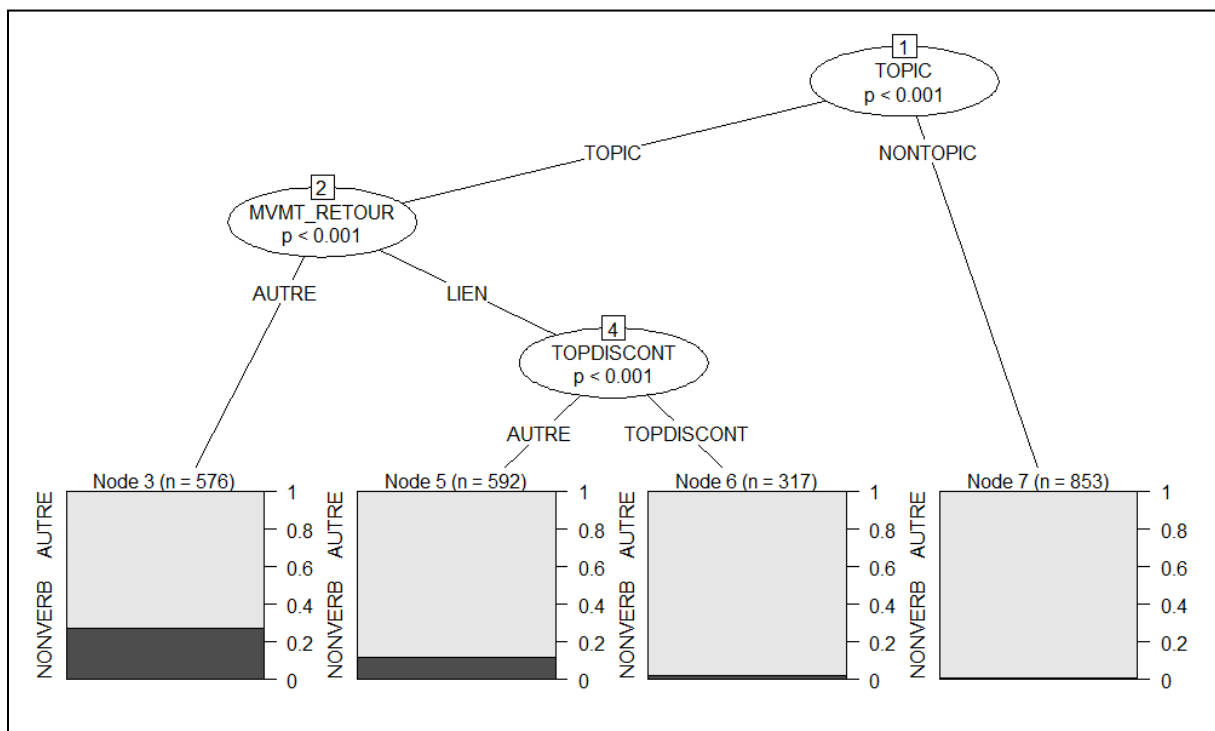 1
TOPIC
p < 0.001
TOPIC
NONTOPIC
2
MVMT_RETOUR
p < 0.001
AUTRE
LIEN
4
TOPDISCONT
p < 0.001
AUTRE
TOPDISCONT
Node 3 (n = 576)
NONVERB AUTRE
1
0.8
0.6
0.4
0.2
0
Node 5 (n = 592)
NONVERB AUTRE
1
0.8
0.6
0.4
0.2
0
Node 6 (n = 317)
NONVERB AUTRE
1
0.8
0.6
0.4
0.2
0
Node 7 (n = 853)
NONVERB AUTRE
1
0.8
0.6
0.4
0.2
0